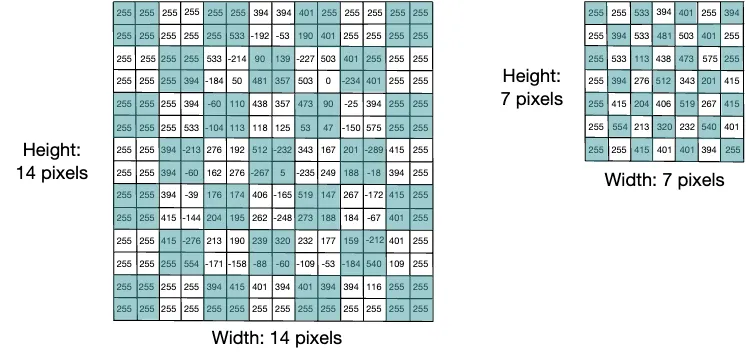 255 255 255 255 255 255 394 394 401 255 255 255 255 255
255 255 255 255 255 533 -192 -53 190 401 255 255 255 255
255 255 255 255 533 -214 90 139 -227 503 401 255 255 255
255 255 255 394 -184 50 481 357 503 0 -234 401 255 255
255 255 255 394 -60 110 438 357 473 90 -25 394 255 255
255 255 255 533 -104 113 118 125 53 47 -150 575 255 255
255 255 394 -213 276 192 512 -232 343 167 201 -289 415 255
255 255 394 -60 162 276 -267 5 -235 249 188 -18 394 255
255 255 394 -39 176 174 406 -165 519 147 267 -172 415 255
255 255 415 -144 204 195 262 -248 273 188 184 -67 401 255
255 255 415 -276 213 190 239 320 232 177 159 -212 401 255
255 255 255 554 -171 -158 -88 -60 -109 -53 -184 540 109 255
255 255 255 255 394 415 401 394 401 394 394 116 255 255
255 255 255 255 255 255 255 255 255 255 255 255 255 255
Height:
14 pixels
Width: 14 pixels
255 255 533 394 401 255 394
255 394 533 481 503 401 255
255 533 113 438 473 575 255
255 394 276 512 343 201 415
255 415 204 406 519 267 415
255 554 213 320 232 540 401
255 255 415 401 401 394 255
Height:
7 pixels
Width: 7 pixels